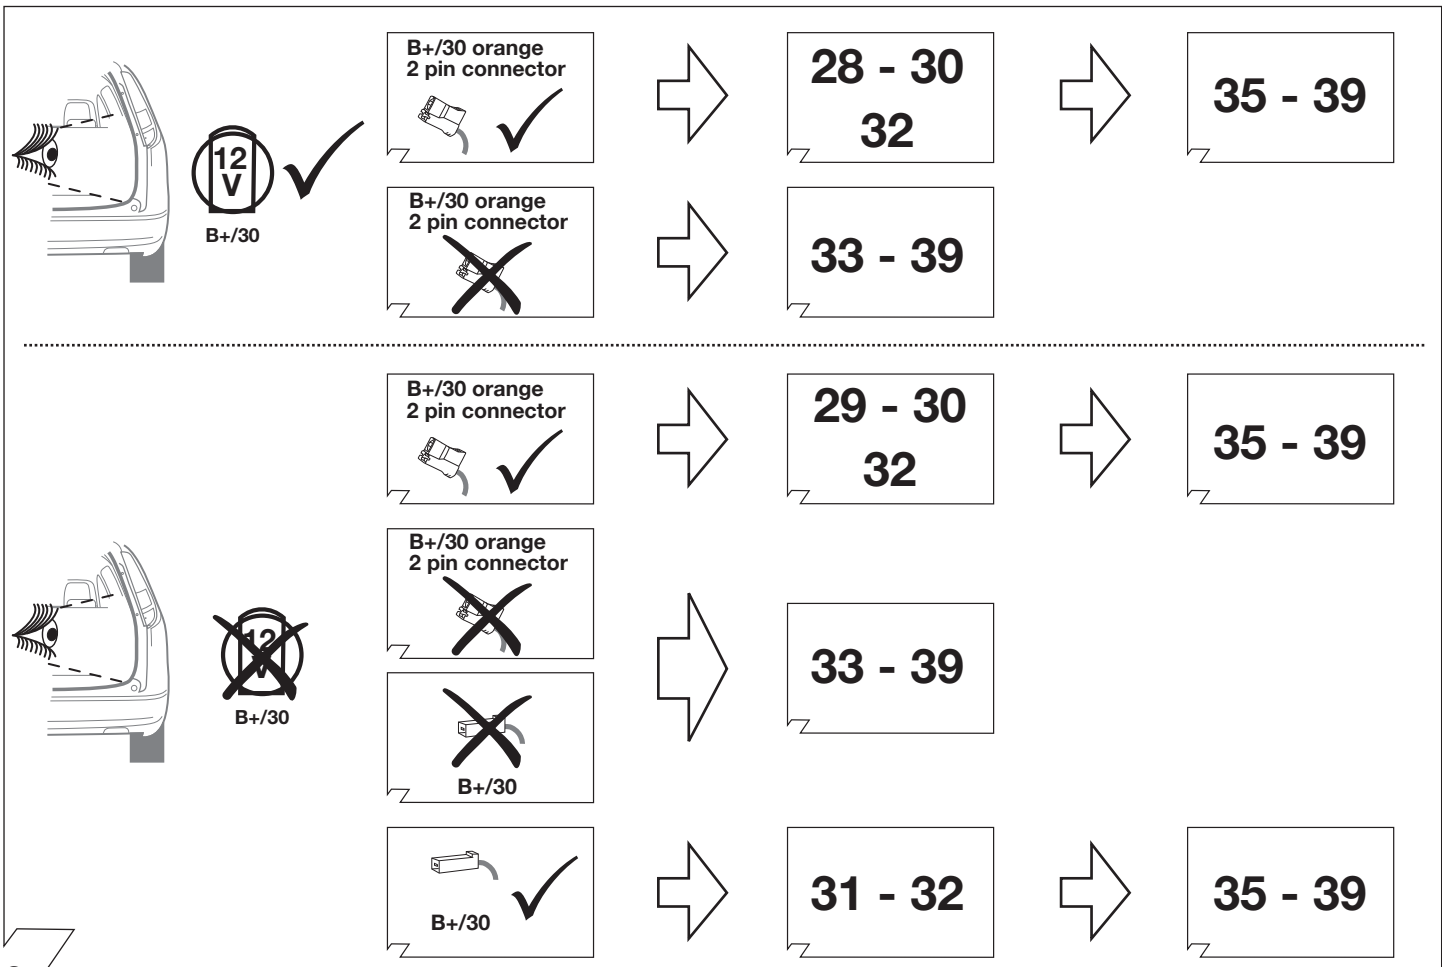 B+/30 orange
2 pin connector
28 - 30
32
35 - 39
12
V
B+/30
B+/30 orange
2 pin connector
33 - 39
B+/30 orange
2 pin connector
29 - 30
32
35 - 39
B+/30 orange
2 pin connector
12
V
B+/30
33 - 39
B+/30
B+/30
31 - 32
35 - 39